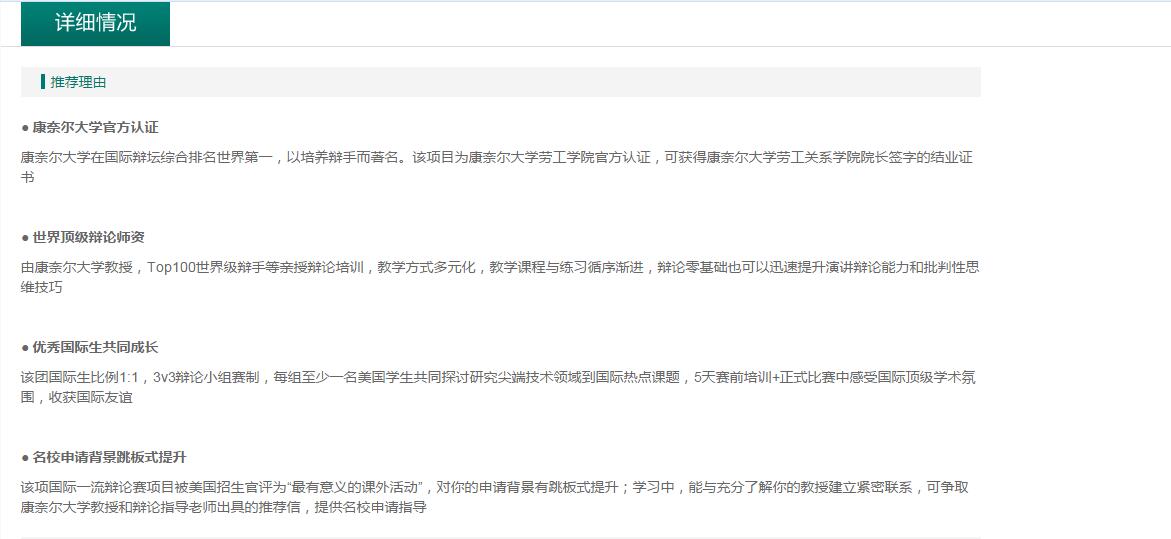 详细情况
推荐理由
● 康奈尔大学官方认证
康奈尔大学在国际辩坛综合排名世界第一，以培养辩手而著名。该项目为康奈尔大学劳工学院官方认证，可获得康奈尔大学劳工关系学院院长签字的结业证
书
● 世界顶级辩论师资
由康奈尔大学教授，Top100世界级辩手等亲授辩论培训，教学方式多元化，教学课程与练习循序渐进，辩论零基础也可以迅速提升演讲辩论能力和批判性思
维技巧
● 优秀国际生共同成长
该团国际生比例1:1，3v3辩论小组赛制，每组至少一名美国学生共同探讨研究尖端技术领域到国际热点课题，5天赛前培训+正式比赛中感受国际顶级学术氛
围，收获国际友谊
● 名校申请背景跳板式提升
该项国际一流辩论赛项目被美国招生官评为“最有意义的课外活动”，对你的申请背景有跳板式提升；学习中，能与充分了解你的教授建立紧密联系，可争取
康奈尔大学教授和辩论指导老师出具的推荐信，提供名校申请指导